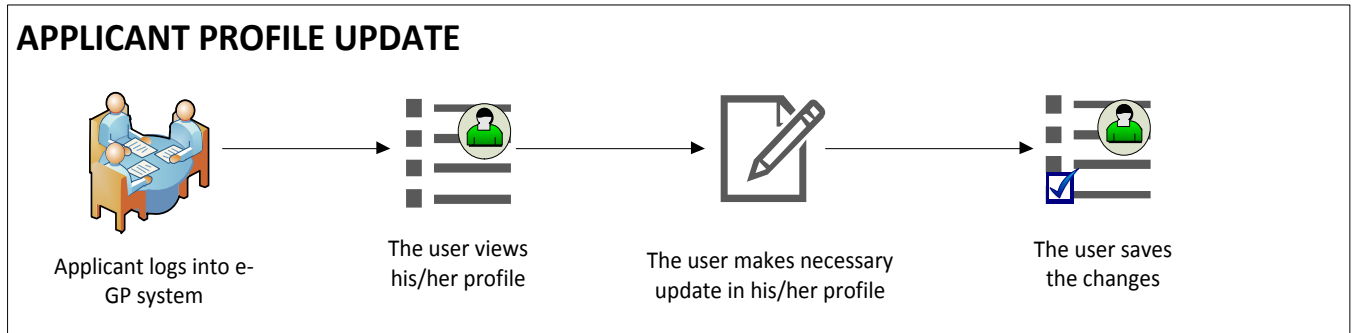 APPLICANT PROFILE UPDATE
Applicant logs into e-
GP system
The user views
his/her profile
The user makes necessary
update in his/her profile
The user saves
the changes